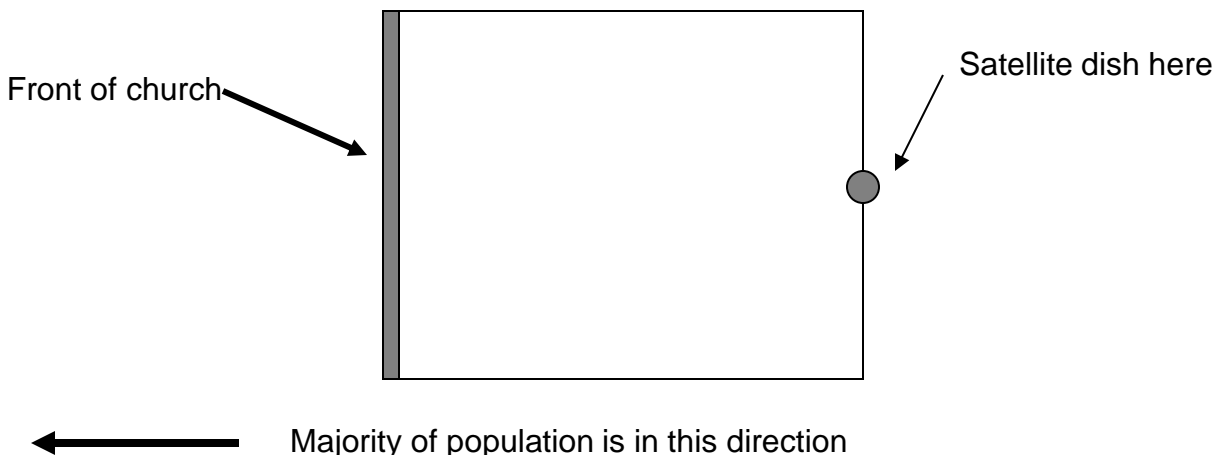 Front of church
Satellite dish here
Majority of population is in this direction